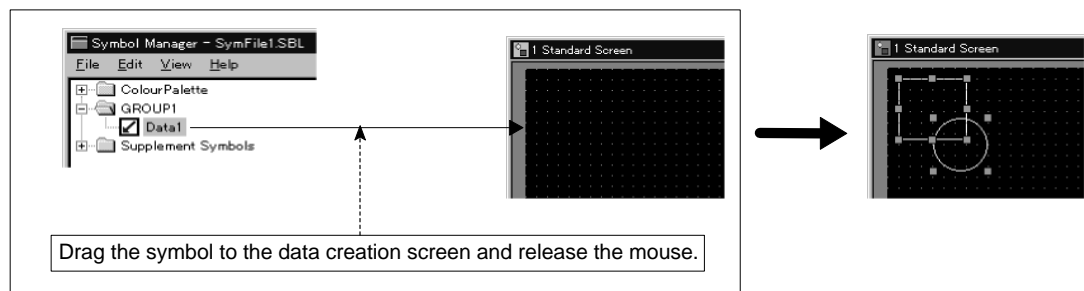 Symbol Manager - SymFile1.SBL
File Edit View Help
ColourPalette
GROUP1
Data1
Supplement Symbols
1 Standard Screen
Drag the symbol to the data creation screen and release the mouse.
1 Standard Screen